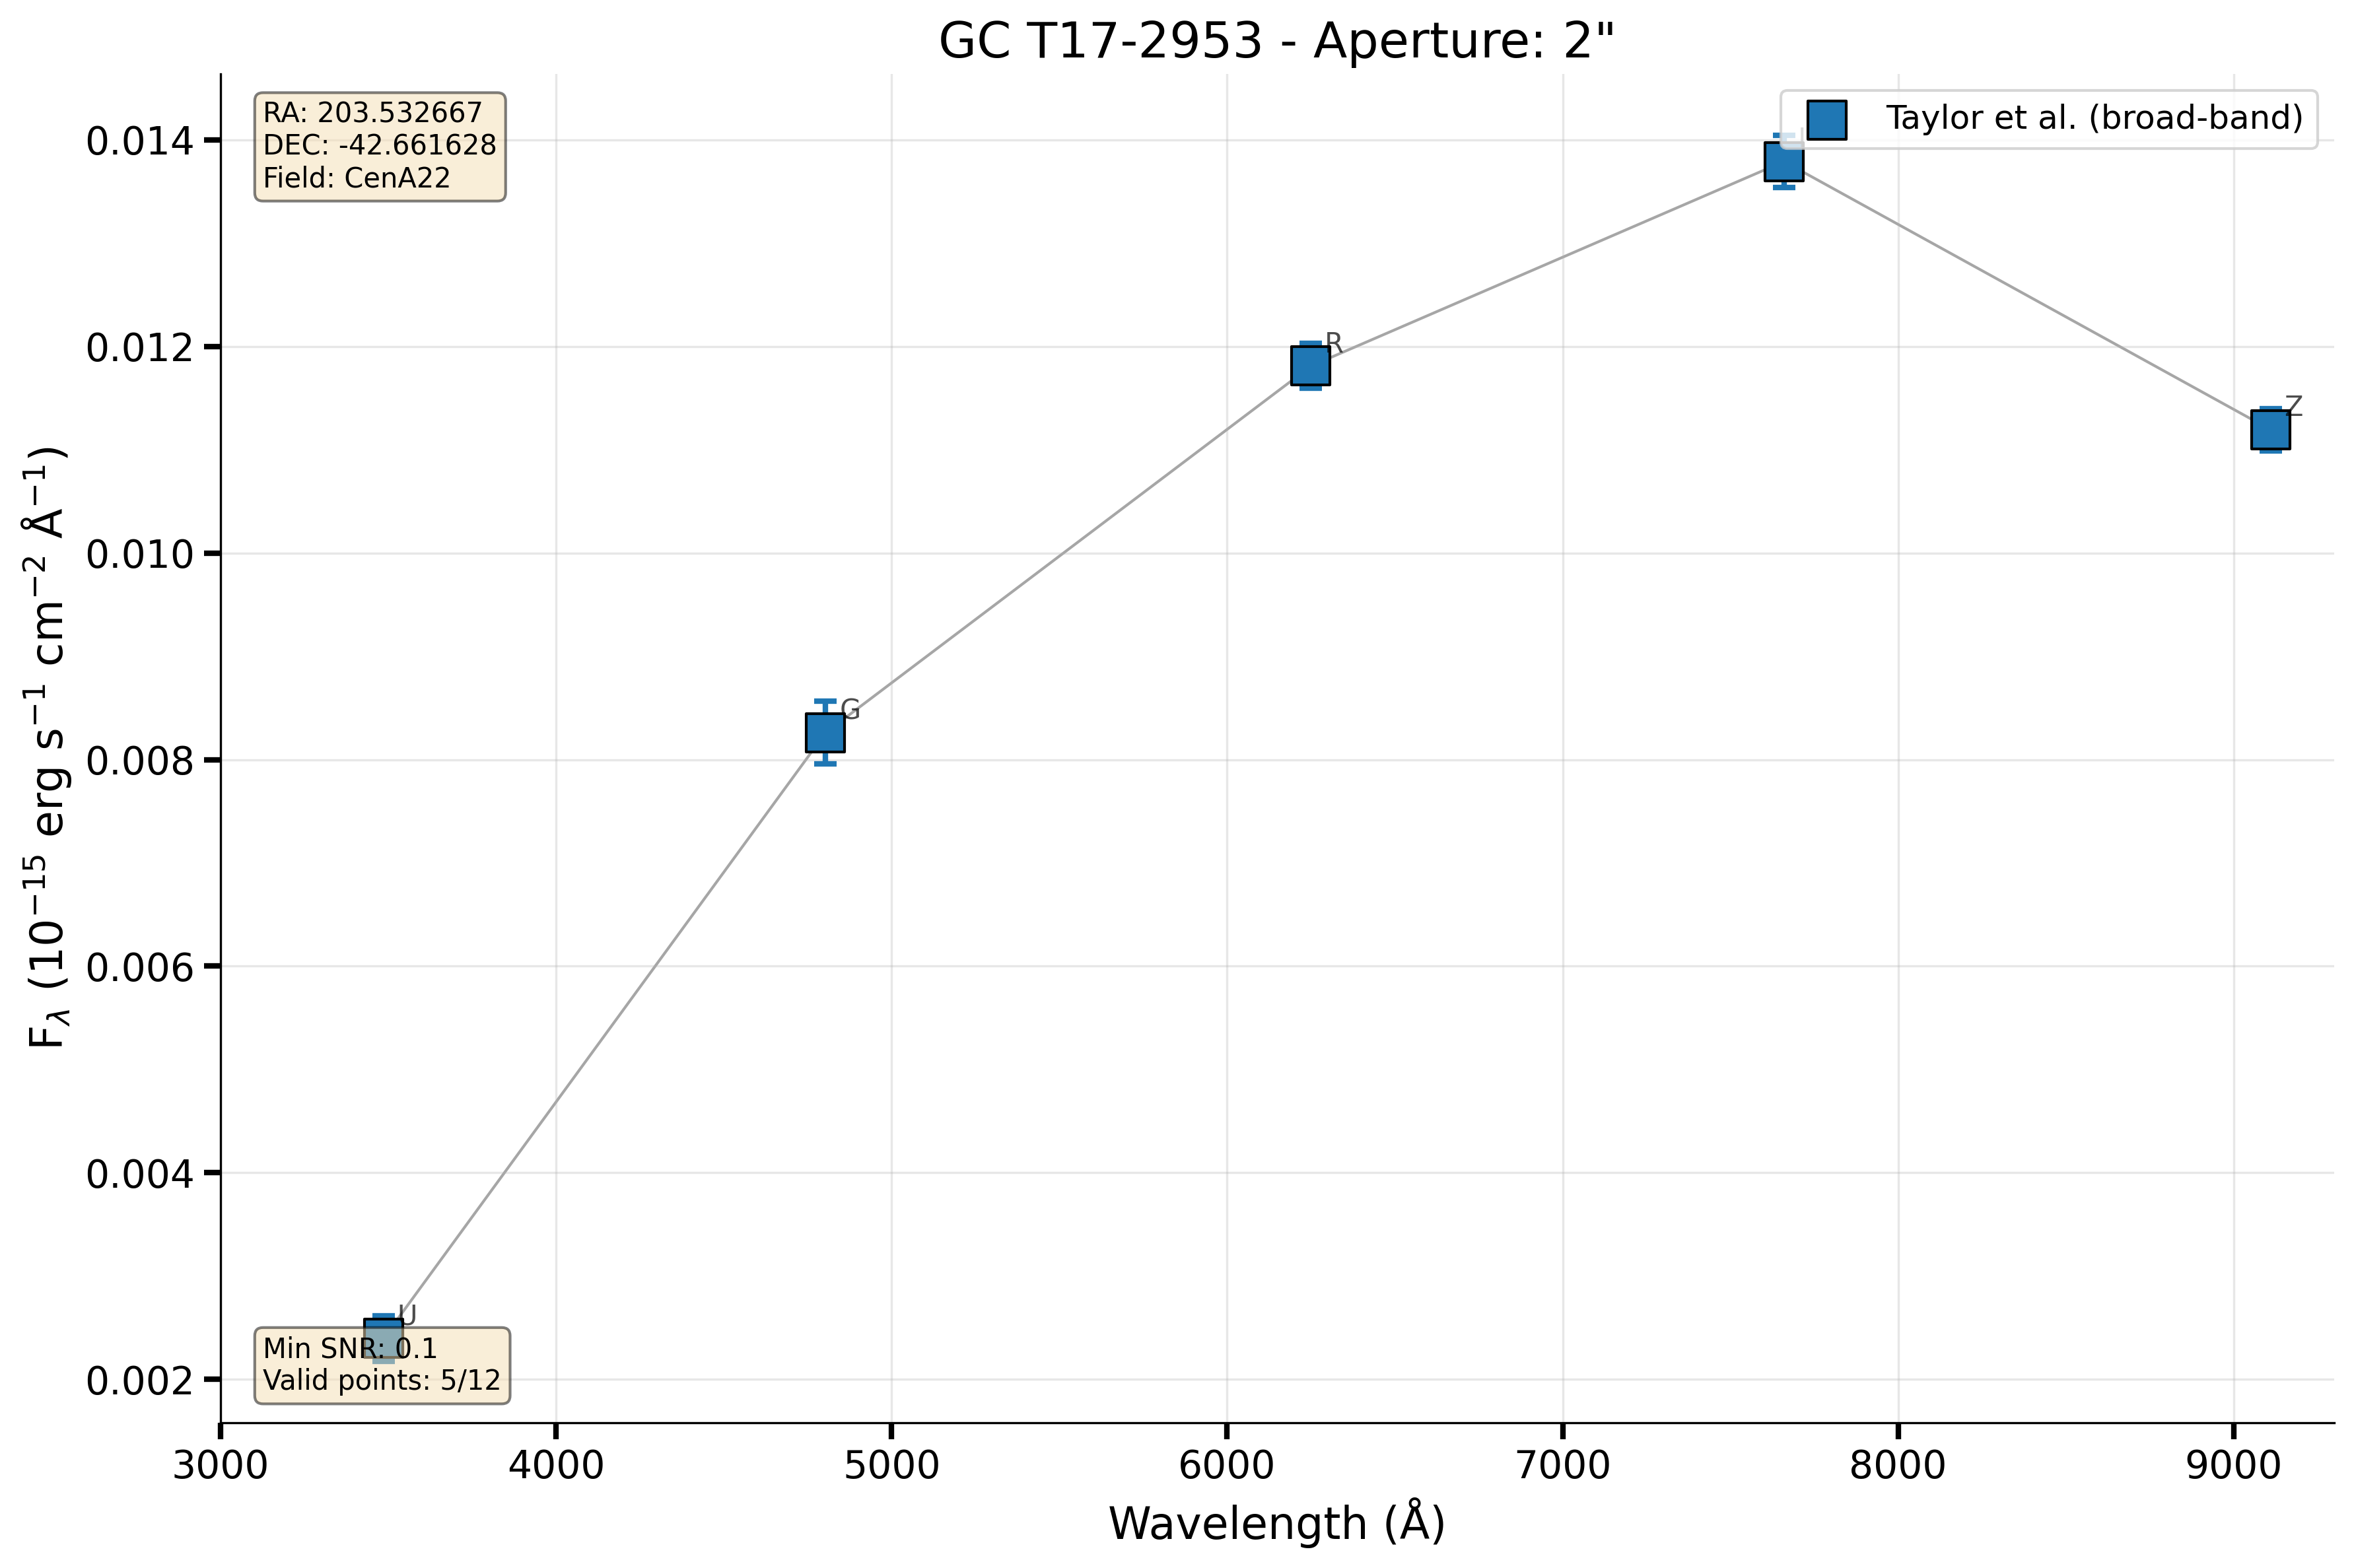 GC T17-2953 - Aperture: 2"
RA: 203.532667
DEC: -42.661628
Field: CenA22
Taylor et al. (broad-band)
F_λ (10⁻¹⁵ erg s⁻¹ cm⁻² Å⁻¹)
0.014
0.012
0.010
0.008
0.006
0.004
0.002
U
G
R
I
Z
Min SNR: 0.1
Valid points: 5/12
3000 4000 5000 6000 7000 8000 9000
Wavelength (Å)